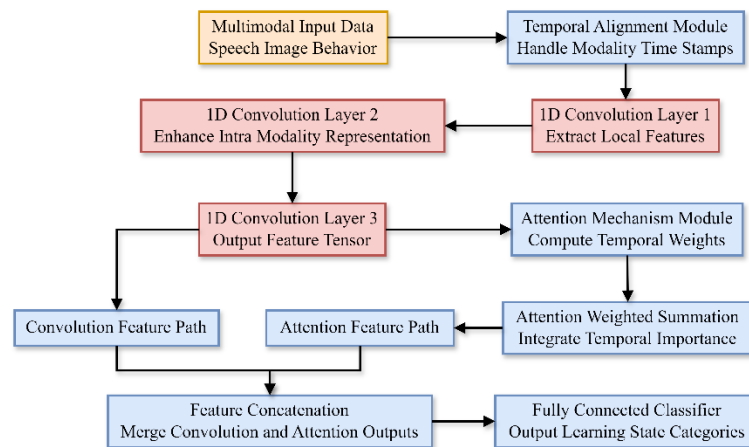 Multimodal Input Data
Speech Image Behavior
Temporal Alignment Module
Handle Modality Time Stamps
1D Convolution Layer 2
Enhance Intra Modality Representation
1D Convolution Layer 1
Extract Local Features
1D Convolution Layer 3
Output Feature Tensor
Attention Mechanism Module
Compute Temporal Weights
Convolution Feature Path
Attention Feature Path
Attention Weighted Summation
Integrate Temporal Importance
Feature Concatenation
Merge Convolution and Attention Outputs
Fully Connected Classifier
Output Learning State Categories